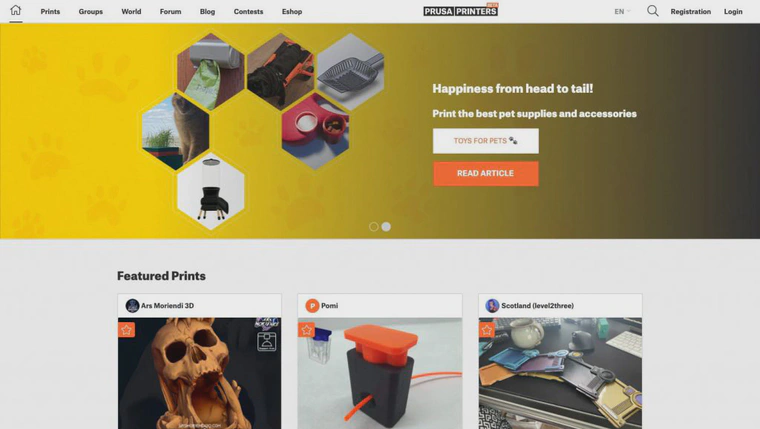 Prints Groups World Forum Blog Contests Eshop PRUSA PRINTERS BETA EN Registration Login
Happiness from head to tail!
Print the best pet supplies and accessories
TOYS FOR PETS
READ ARTICLE
Featured Prints
Ars Moriendi 3D
P Pomi
Scotland (level2three)